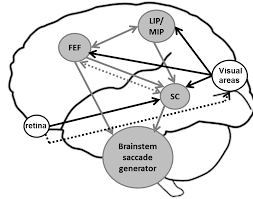 LIP/
MIP
FEF
Visual
areas
SC
retina
Brainstem
saccade
generator